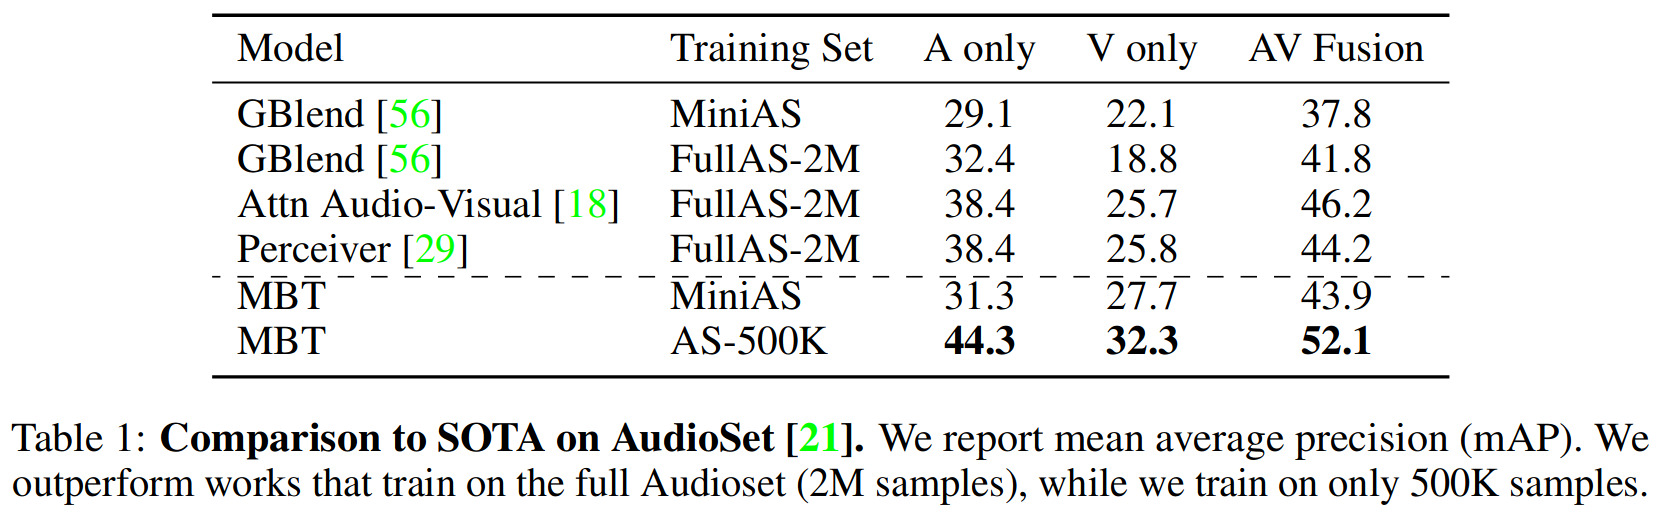 Model Training Set A only V only AV Fusion
GBlend [56] MiniAS 29.1 22.1 37.8
GBlend [56] FullAS-2M 32.4 18.8 41.8
Attn Audio-Visual [18] FullAS-2M 38.4 25.7 46.2
Perceiver [29] FullAS-2M 38.4 25.8 44.2
MBT MiniAS 31.3 27.7 43.9
MBT AS-500K 44.3 32.3 52.1
Table 1: Comparison to SOTA on AudioSet [21]. We report mean average precision (mAP). We
outperform works that train on the full Audioset (2M samples), while we train on only 500K samples.